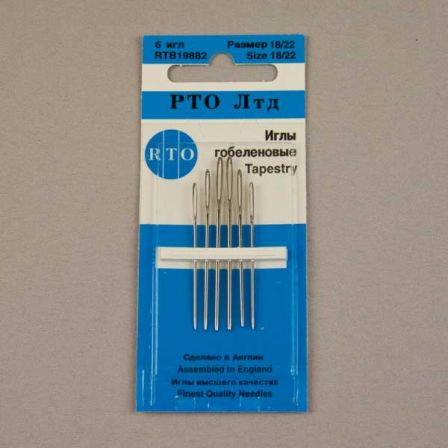 6 игл Размер 18/22
RTB19882 Size 18/22
РТО Лтд
RTO
Иглы
гобеленовые
Tapestry
Сделано в Англии
Assembled in England
Иглы высшего качества
Finest Quality Needles